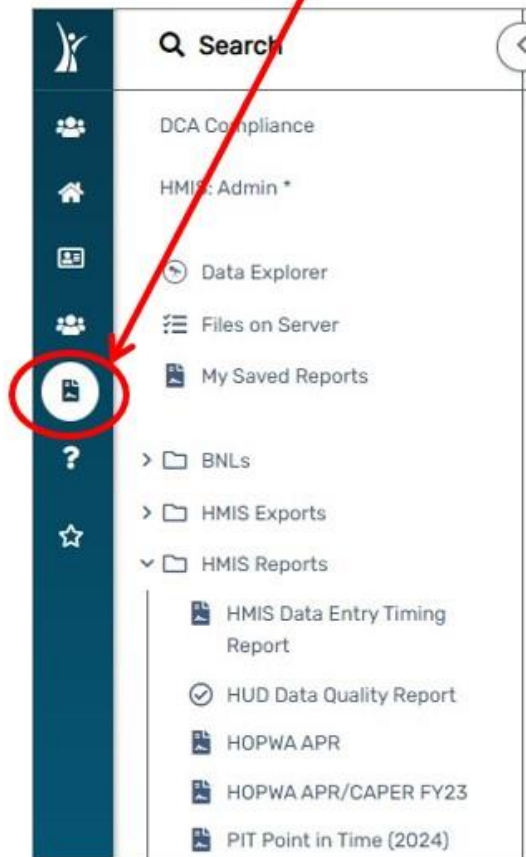 Search
DCA Compliance
HMIS: Admin *
Data Explorer
Files on Server
My Saved Reports
?
BNLs
HMIS Exports
HMIS Reports
HMIS Data Entry Timing
Report
HUD Data Quality Report
HOPWA APR
HOPWA APR/CAPER FY23
PIT Point in Time (2024)